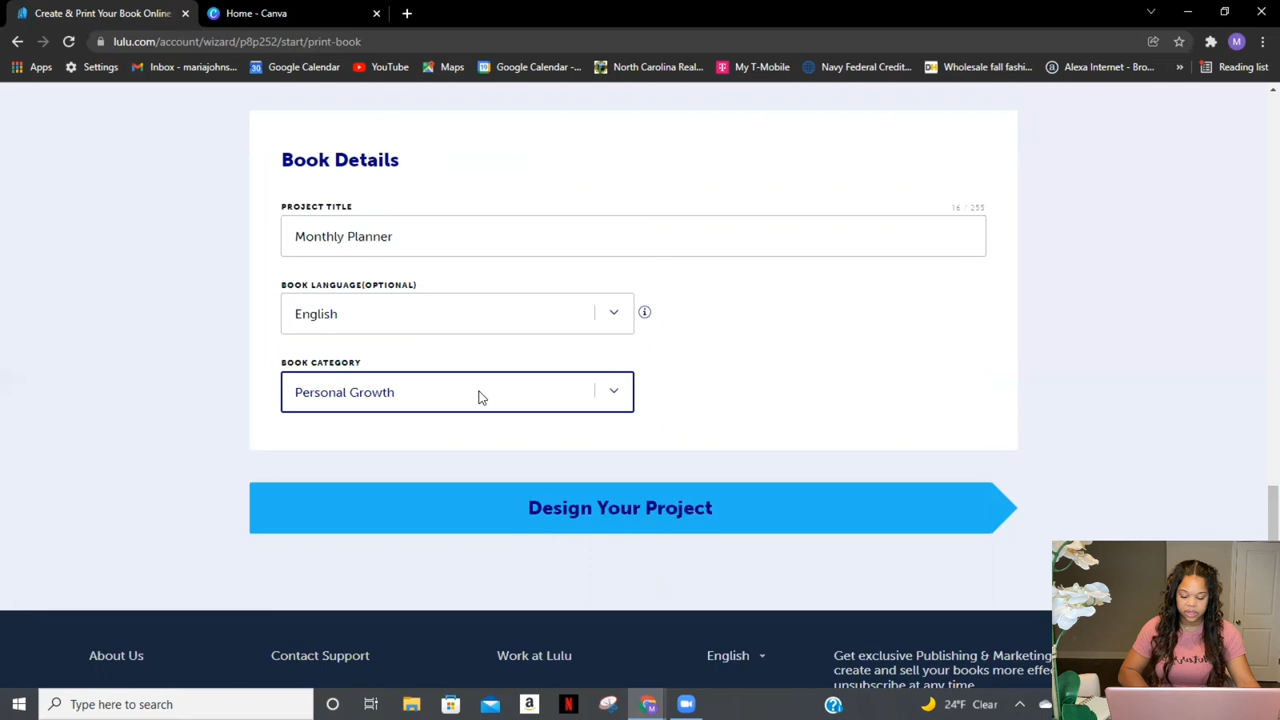 Create & Print Your Book Online
Home - Canva
lulu.com/account/wizard/p8p252/start/print-book
M
Apps
Settings
Inbox - mariajohns...
Google Calendar
YouTube
Maps
Google Calendar -...
North Carolina Real...
My T-Mobile
Navy Federal Credit...
Wholesale fall fashi...
Alexa Internet - Bro...
Reading list
Book Details
PROJECT TITLE
16 / 255
Monthly Planner
BOOK LANGUAGE(OPTIONAL)
English
BOOK CATEGORY
Personal Growth
Design Your Project
About Us
Contact Support
Work at Lulu
English
Get exclusive Publishing & Marketing
create and sell your books more effe
unsubscribe at any time
Type here to search
24°F Clear